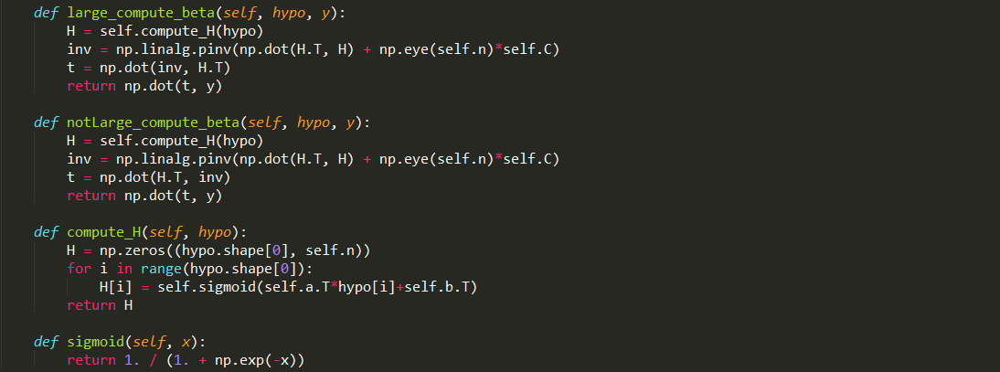 def large_compute_beta(self, hypo, y):
    H = self.compute_H(hypo)
    inv = np.linalg.pinv(np.dot(H.T, H) + np.eye(self.n)*self.C)
    t = np.dot(inv, H.T)
    return np.dot(t, y)

def notLarge_compute_beta(self, hypo, y):
    H = self.compute_H(hypo)
    inv = np.linalg.pinv(np.dot(H.T, H) + np.eye(self.n)*self.C)
    t = np.dot(H.T, inv)
    return np.dot(t, y)

def compute_H(self, hypo):
    H = np.zeros((hypo.shape[0], self.n))
    for i in range(hypo.shape[0]):
        H[i] = self.sigmoid(self.a.T*hypo[i]+self.b.T)
    return H

def sigmoid(self, x):
    return 1. / (1. + np.exp(-x))